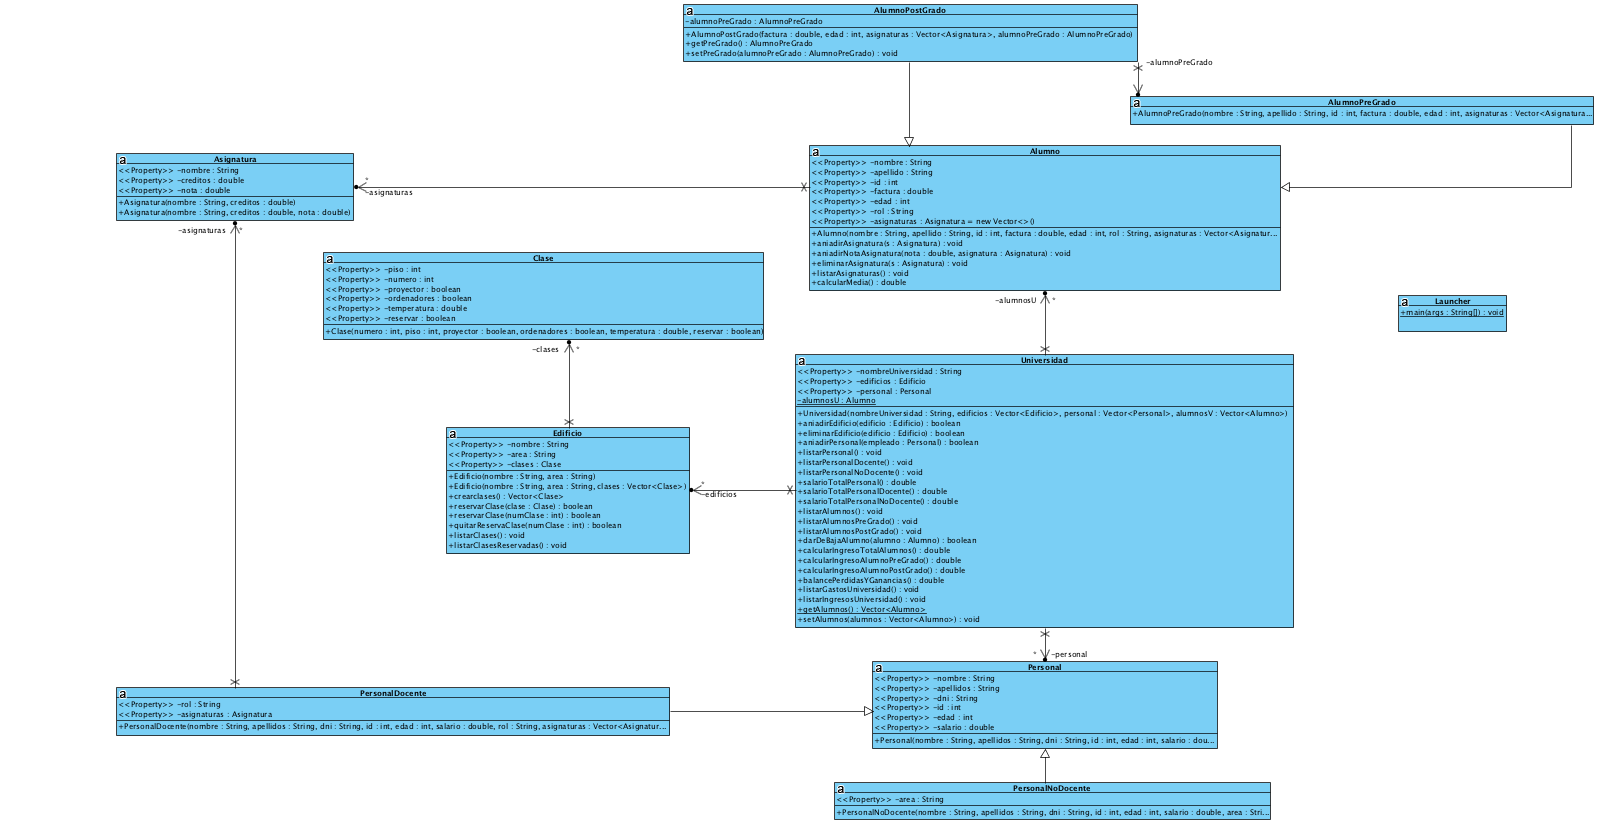 a
AlumnoPostGrado
-alumnoPreGrado : AlumnoPreGrado
+AlumnoPostGrado(factura : double, edad : int, asignaturas : Vector<Asignatura>, alumnoPreGrado : AlumnoPreGrado)
+getPreGrado() : AlumnoPreGrado
+setPreGrado(alumnoPreGrado : AlumnoPreGrado) : void
-alumnoPreGrado
a
AlumnoPreGrado
+AlumnoPreGrado(nombre : String, apellido : String, id : int, factura : double, edad : int, asignaturas : Vector<Asignatura...
a
Asignatura
<<Property>> -nombre : String
<<Property>> -creditos : double
<<Property>> -nota : double
+Asignatura(nombre : String, creditos : double)
+Asignatura(nombre : String, creditos : double, nota : double)
*
-asignaturas
-asignaturas
*
a
Alumno
<<Property>> -nombre : String
<<Property>> -apellido : String
<<Property>> -id : int
<<Property>> -factura : double
<<Property>> -edad : int
<<Property>> -rol : String
<<Property>> -asignaturas : Asignatura = new Vector<>()
+Alumno(nombre : String, apellido : String, id : int, factura : double, edad : int, rol : String, asignaturas : Vector<Asignatur...
+aniadirAsignatura(s : Asignatura) : void
+aniadirNotaAsignatura(nota : double, asignatura : Asignatura) : void
+eliminarAsignatura(s : Asignatura) : void
+listarAsignaturas() : void
+calcularMedia() : double
-alumnosU
*
a
Clase
<<Property>> -piso : int
<<Property>> -numero : int
<<Property>> -proyector : boolean
<<Property>> -ordenadores : boolean
<<Property>> -temperatura : double
<<Property>> -reservar : boolean
+Clase(numero : int, piso : int, proyector : boolean, ordenadores : boolean, temperatura : double, reservar : boolean)
-clases
*
a
Launcher
+main(args : String[]) : void
a
Universidad
<<Property>> -nombreUniversidad : String
<<Property>> -edificios : Edificio
<<Property>> -personal : Personal
-alumnosU : Alumno
+Universidad(nombreUniversidad : String, edificios : Vector<Edificio>, personal : Vector<Personal>, alumnosV : Vector<Alumno>)
+aniadirEdificio(edificio : Edificio) : boolean
+eliminarEdificio(edificio : Edificio) : boolean
+aniadirPersonal(empleado : Personal) : boolean
+listarPersonal() : void
+listarPersonalDocente() : void
+listarPersonalNoDocente() : void
+salarioTotalPersonal() : double
+salarioTotalPersonalDocente() : double
+salarioTotalPersonalNoDocente() : double
+listarAlumnos() : void
+listarAlumnosPreGrado() : void
+listarAlumnosPostGrado() : void
+darDeBajaAlumno(alumno : Alumno) : boolean
+calcularIngresoTotalAlumnos() : double
+calcularIngresoAlumnoPreGrado() : double
+calcularIngresoAlumnoPostGrado() : double
+balancePerdidasYGanancias() : double
+listarGastosUniversidad() : void
+listarIngresosUniversidad() : void
+getAlumnos() : Vector<Alumno>
+setAlumnos(alumnos : Vector<Alumno>) : void
a
Edificio
<<Property>> -nombre : String
<<Property>> -area : String
<<Property>> -clases : Clase
+Edificio(nombre : String, area : String)
+Edificio(nombre : String, area : String, clases : Vector<Clase>)
+crearclases() : Vector<Clase>
+reservarClase(clase : Clase) : boolean
+reservarClase(numClase : int) : boolean
+quitarReservaClase(numClase : int) : boolean
+listarClases() : void
+listarClasesReservadas() : void
*
-edificios
*
-personal
a
Personal
<<Property>> -nombre : String
<<Property>> -apellidos : String
<<Property>> -dni : String
<<Property>> -id : int
<<Property>> -edad : int
<<Property>> -salario : double
+Personal(nombre : String, apellidos : String, dni : String, id : int, edad : int, salario : dou...
a
PersonalDocente
<<Property>> -rol : String
<<Property>> -asignaturas : Asignatura
+PersonalDocente(nombre : String, apellidos : String, dni : String, id : int, edad : int, salario : double, rol : String, asignaturas : Vector<Asignatur...
a
PersonalNoDocente
<<Property>> -area : String
+PersonalNoDocente(nombre : String, apellidos : String, dni : String, id : int, edad : int, salario : double, area : Stri...